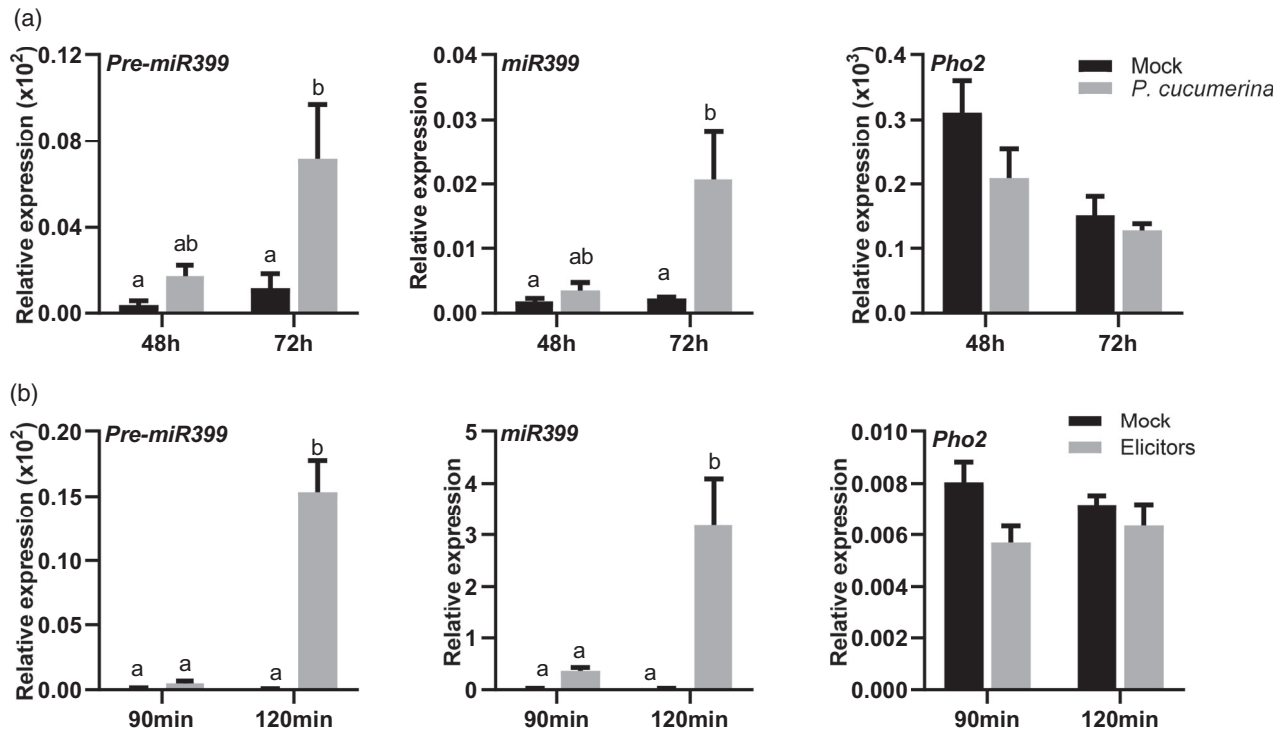 (a)
Pre-miR399
Relative expression (x10²)
0.12
0.08
0.04
0.00
a
ab
a
b
48h
72h
miR399
Relative expression
0.04
0.03
0.02
0.01
0.00
a
ab
a
b
48h
72h
Pho2
Relative expression (x10³)
0.4
0.3
0.2
0.1
0.0
48h
72h
Mock
P. cucumerina
(b)
Pre-miR399
Relative expression (x10²)
0.20
0.15
0.10
0.05
0.00
a
a
a
b
90min
120min
miR399
Relative expression
5
4
3
2
1
0
a
a
a
b
90min
120min
Pho2
Relative expression
0.010
0.008
0.006
0.004
0.002
0.000
90min
120min
Mock
Elicitors